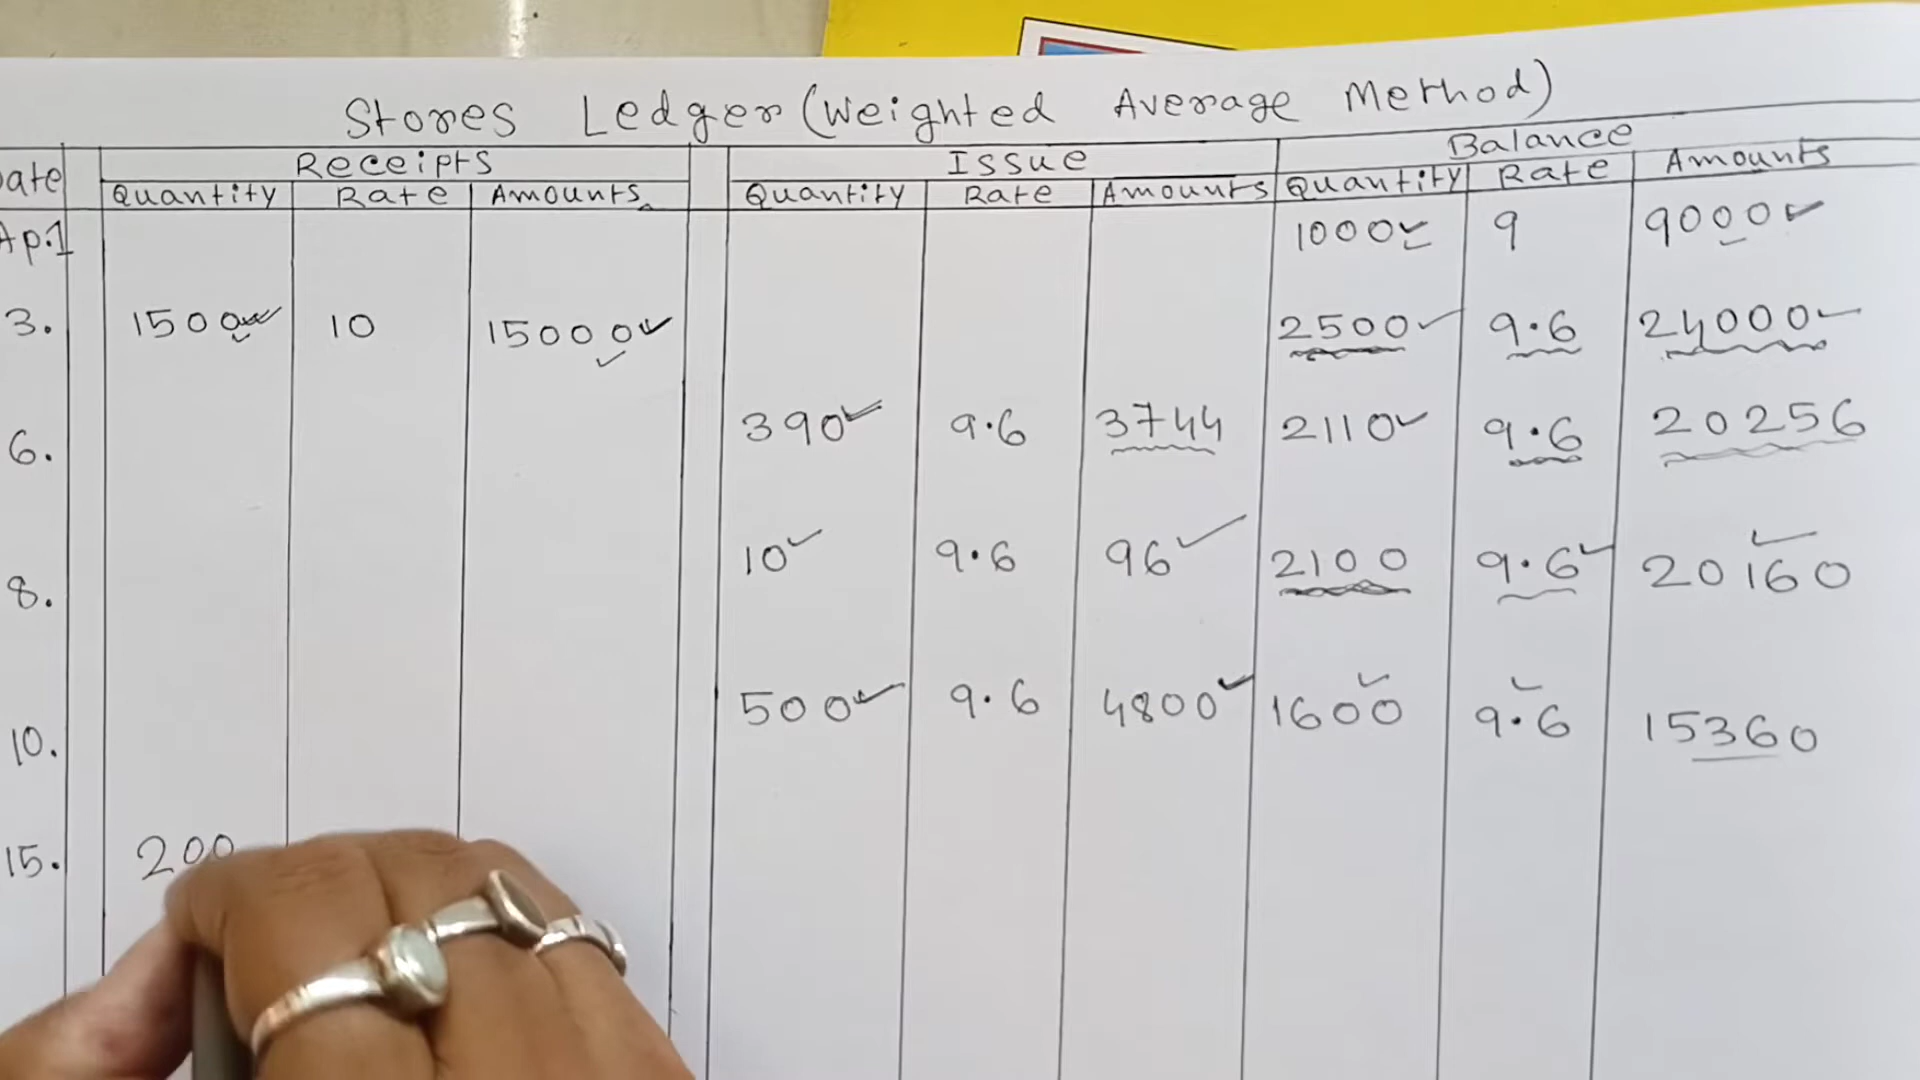 Stores Ledger (Weighted Average Method)
ate Receipts Issue Balance
Quantity Rate Amounts Quantity Rate Amounts Quantity Rate Amounts
Ap.1 1000 9 9000
3. 1500 10 15000 2500 9.6 24000
6. 390 9.6 3744 2110 9.6 20256
8. 10 9.6 96 2100 9.6 20160
10. 500 9.6 4800 1600 9.6 15360
15. 200